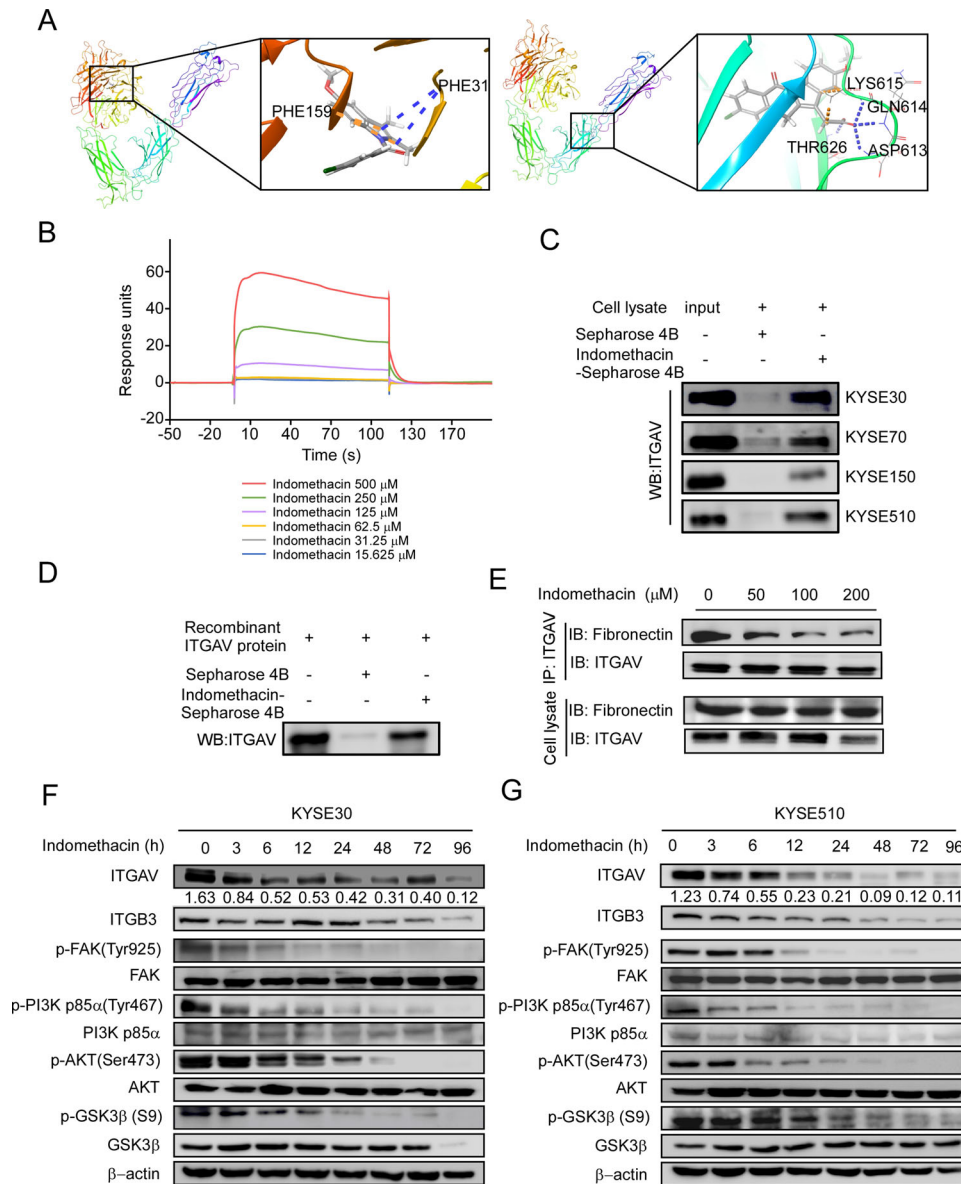 A
PHE159
PHE31
LYS615
GLN614
THR626
ASP613
B
Response units
60
40
20
0
-20
-50 -20 10 40 70 100 130 170
Time (s)
Indomethacin 500 μM
Indomethacin 250 μM
Indomethacin 125 μM
Indomethacin 62.5 μM
Indomethacin 31.25 μM
Indomethacin 15.625 μM
C
Cell lysate input + +
Sepharose 4B - + -
Indomethacin
-Sepharose 4B - - +
WB:ITGAV
KYSE30
KYSE70
KYSE150
KYSE510
D
Recombinant
ITGAV protein + + +
Sepharose 4B - + -
Indomethacin-
Sepharose 4B - - +
WB:ITGAV
E
Indomethacin (μM) 0 50 100 200
IP: ITGAV
IB: Fibronectin
IB: ITGAV
Cell lysate
IB: Fibronectin
IB: ITGAV
F
KYSE30
Indomethacin (h) 0 3 6 12 24 48 72 96
ITGAV
1.63 0.84 0.52 0.53 0.42 0.31 0.40 0.12
ITGB3
p-FAK(Tyr925)
FAK
p-PI3K p85α(Tyr467)
PI3K p85α
p-AKT(Ser473)
AKT
p-GSK3β (S9)
GSK3β
β-actin
G
KYSE510
Indomethacin (h) 0 3 6 12 24 48 72 96
ITGAV
1.23 0.74 0.55 0.23 0.21 0.09 0.12 0.11
ITGB3
p-FAK(Tyr925)
FAK
p-PI3K p85α(Tyr467)
PI3K p85α
p-AKT(Ser473)
AKT
p-GSK3β (S9)
GSK3β
β-actin